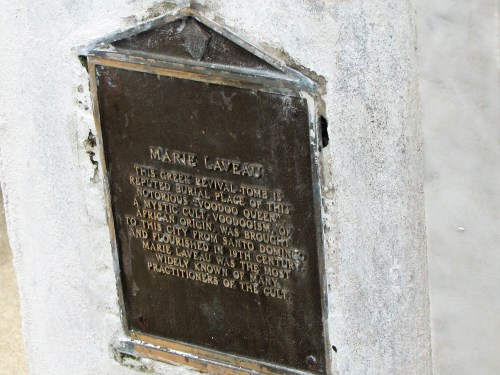 MARIE LAVEAU
THIS GREEK REVIVAL TOMB IS
REPUTED BURIAL PLACE OF THIS
NOTORIOUS "VOODOO QUEEN".
A MYSTIC CULT, VOODOOISM, OF
AFRICAN ORIGIN, WAS BROUGHT
TO THIS CITY FROM SANTO DOMINGO
AND FLOURISHED IN 19TH CENTURY.
MARIE LAVEAU WAS THE MOST
WIDELY KNOWN OF MANY
PRACTITIONERS OF THE CULT.